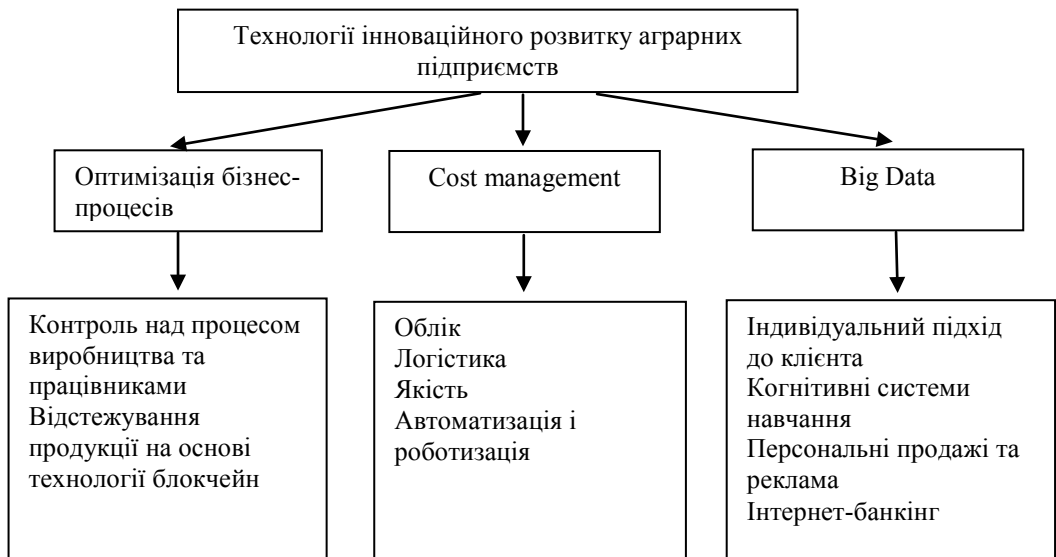 Технології інноваційного розвитку аграрних
підприємств
Оптимізація бізнес-
процесів
Cost management
Big Data
Контроль над процесом
виробництва та
працівниками
Відстежування
продукції на основі
технології блокчейн
Облік
Логістика
Якість
Автоматизація і
роботизація
Індивідуальний підхід
до клієнта
Когнітивні системи
навчання
Персональні продажі та
реклама
Інтернет-банкінг